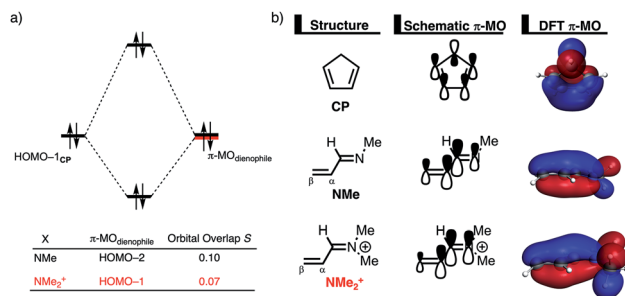 a)
HOMO–1CP
π-MOdienophile
X π-MOdienophile Orbital Overlap S
NMe HOMO–2 0.10
NMe2+ HOMO–1 0.07
b)
Structure Schematic π-MO DFT π-MO
CP
H
N
Me
β
α
NMe
H
Me
H
Me
N
⊕
Me
β
α
NMe2+
H
Me
⊕
Me